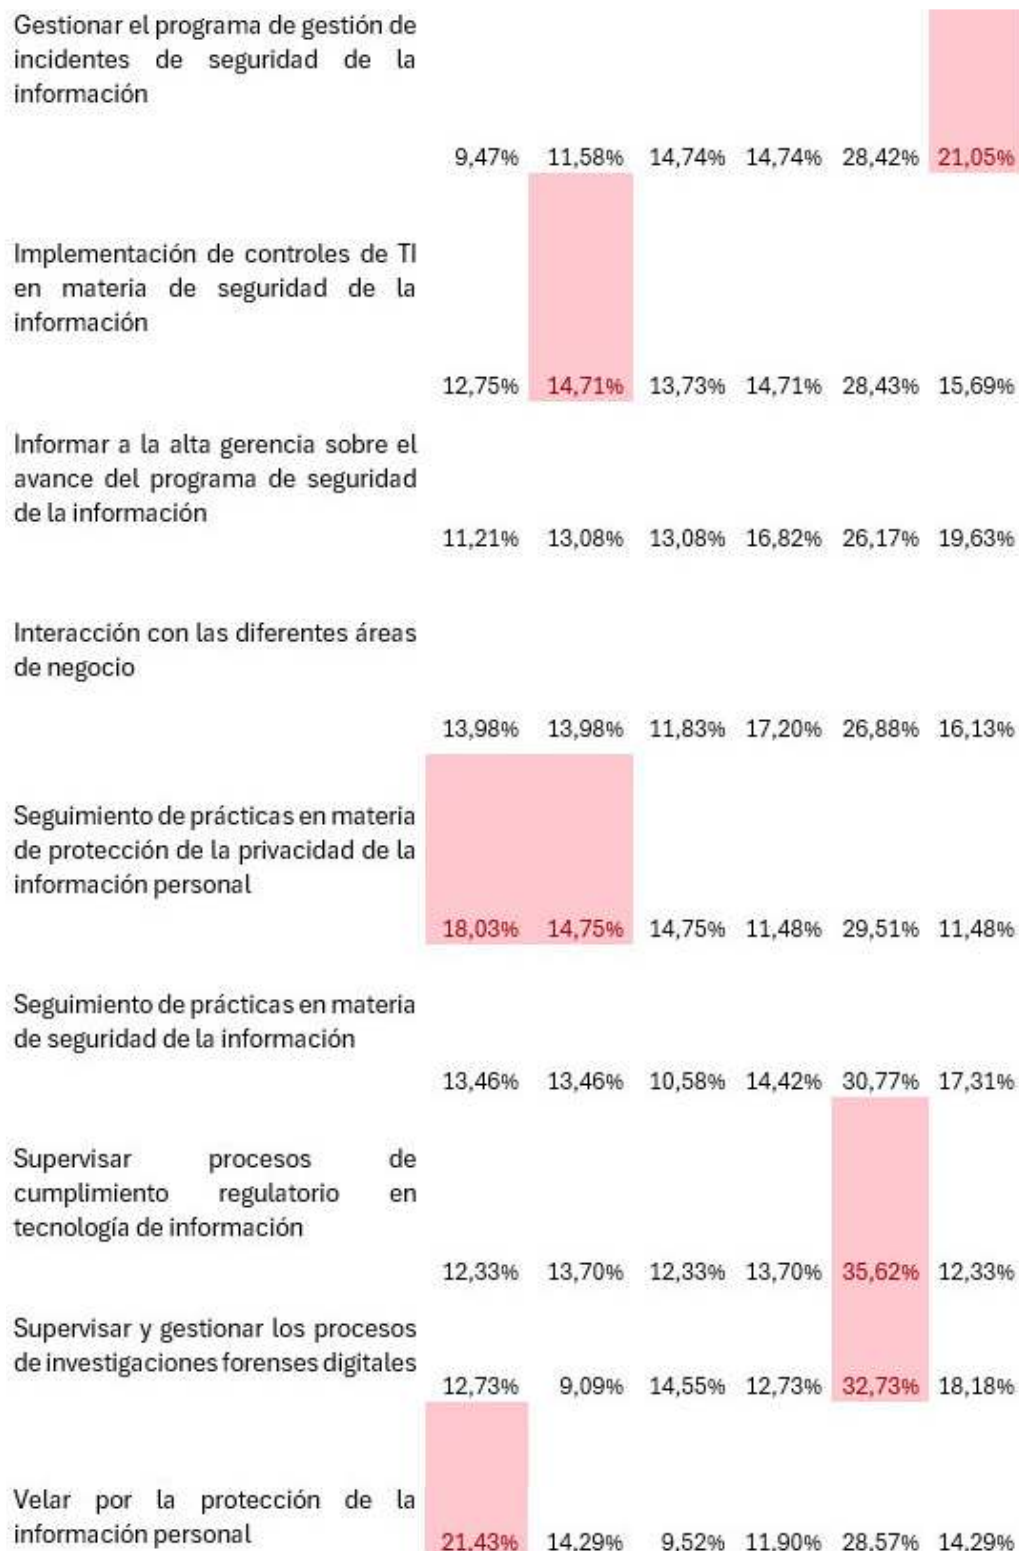 Gestionar el programa de gestión de
incidentes de seguridad de la
información
9,47% 11,58% 14,74% 14,74% 28,42% 21,05%
Implementación de controles de TI
en materia de seguridad de la
información
12,75% 14,71% 13,73% 14,71% 28,43% 15,69%
Informar a la alta gerencia sobre el
avance del programa de seguridad
de la información
11,21% 13,08% 13,08% 16,82% 26,17% 19,63%
Interacción con las diferentes áreas
de negocio
13,98% 13,98% 11,83% 17,20% 26,88% 16,13%
Seguimiento de prácticas en materia
de protección de la privacidad de la
información personal
18,03% 14,75% 14,75% 11,48% 29,51% 11,48%
Seguimiento de prácticas en materia
de seguridad de la información
13,46% 13,46% 10,58% 14,42% 30,77% 17,31%
Supervisar procesos de
cumplimiento regulatorio en
tecnología de información
12,33% 13,70% 12,33% 13,70% 35,62% 12,33%
Supervisar y gestionar los procesos
de investigaciones forenses digitales
12,73% 9,09% 14,55% 12,73% 32,73% 18,18%
Velar por la protección de la
información personal
21,43% 14,29% 9,52% 11,90% 28,57% 14,29%